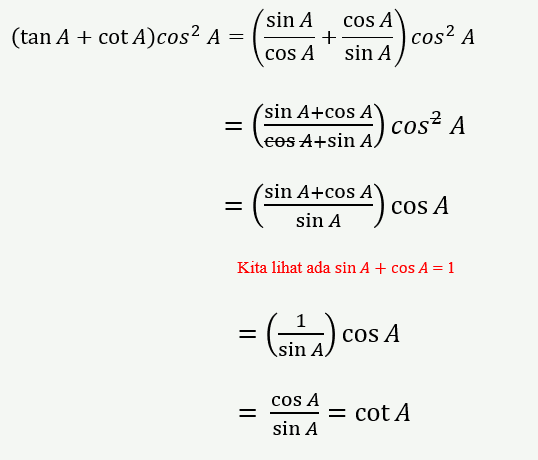 (tan A + cot A)cos² A = (sin A/cos A + cos A/sin A) cos² A
= (sin A+cos A/cos A+sin A) cos² A
= (sin A+cos A/sin A) cos A
Kita lihat ada sin A + cos A = 1
= (1/sin A) cos A
= cos A/sin A = cot A